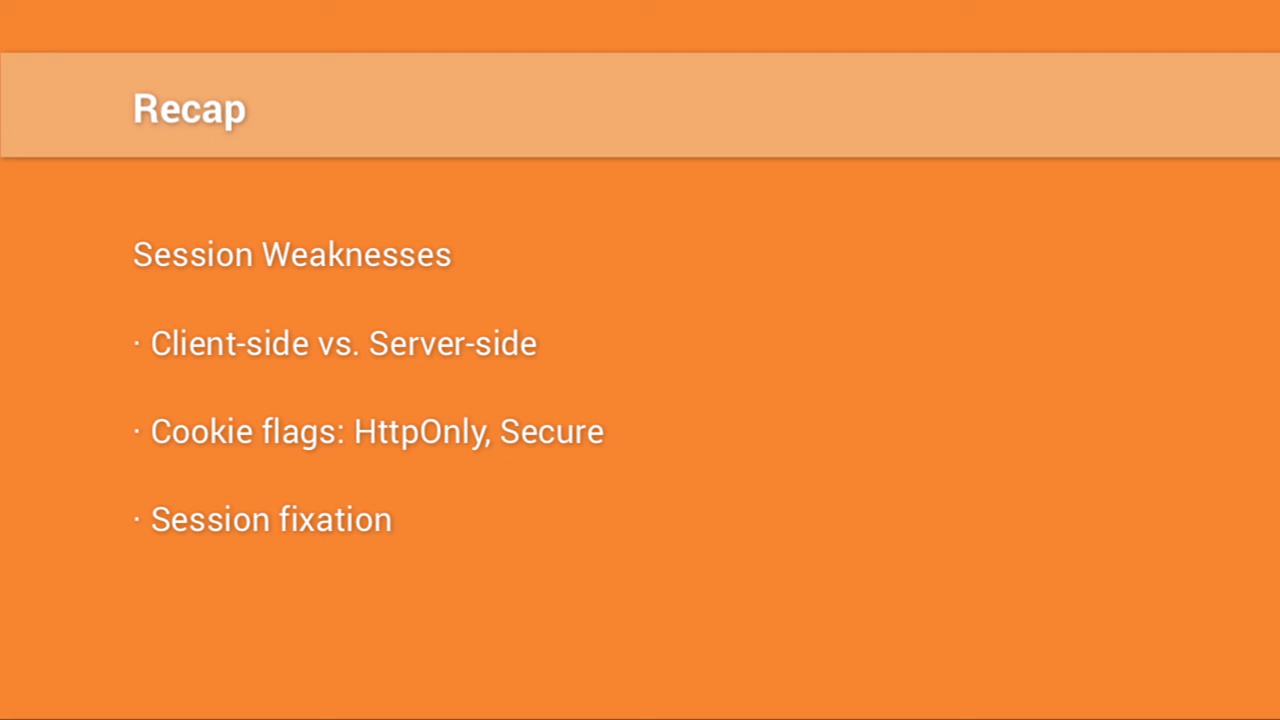 Recap
Session Weaknesses
· Client-side vs. Server-side
· Cookie flags: HttpOnly, Secure
· Session fixation